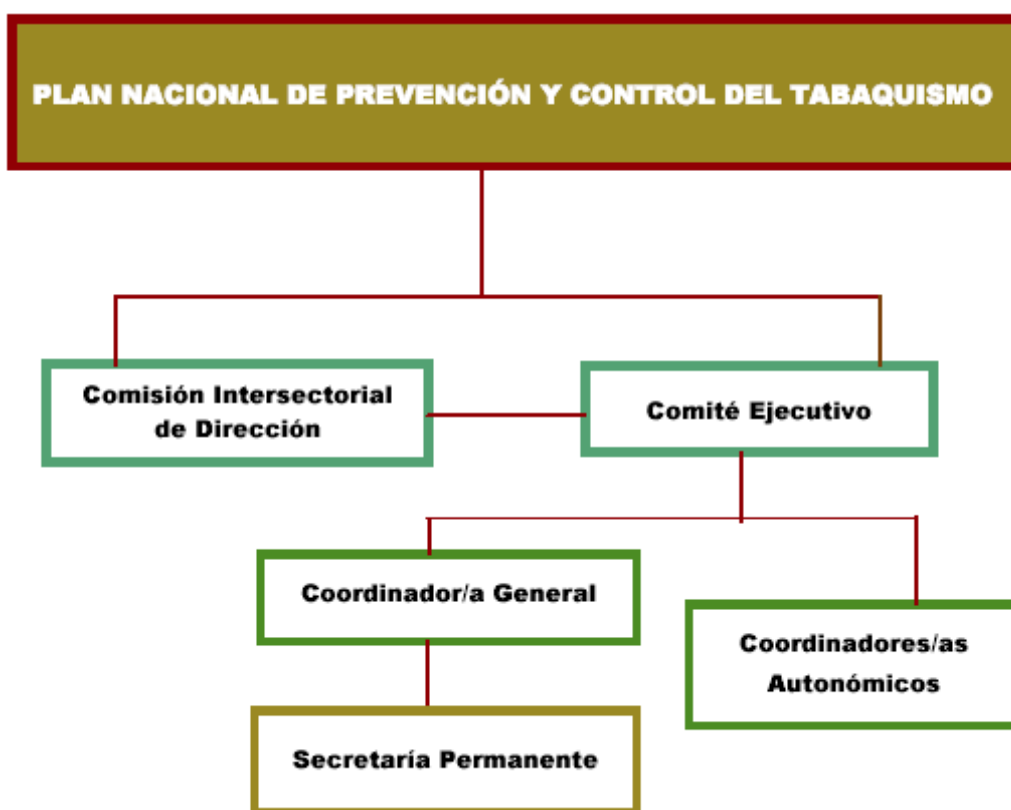 PLAN NACIONAL DE PREVENCIÓN Y CONTROL DEL TABAQUISMO
Comisión Intersectorial
de Dirección
Comité Ejecutivo
Coordinador/a General
Coordinadores/as
Autonómicos
Secretaría Permanente